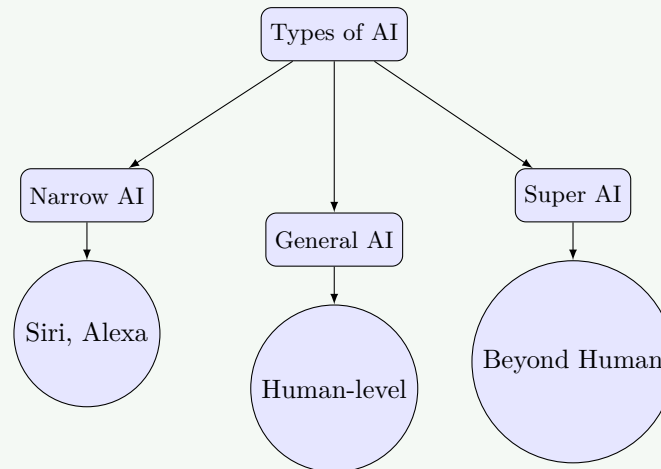 Types of AI
Narrow AI
Super AI
General AI
Siri, Alexa
Beyond Human
Human-level